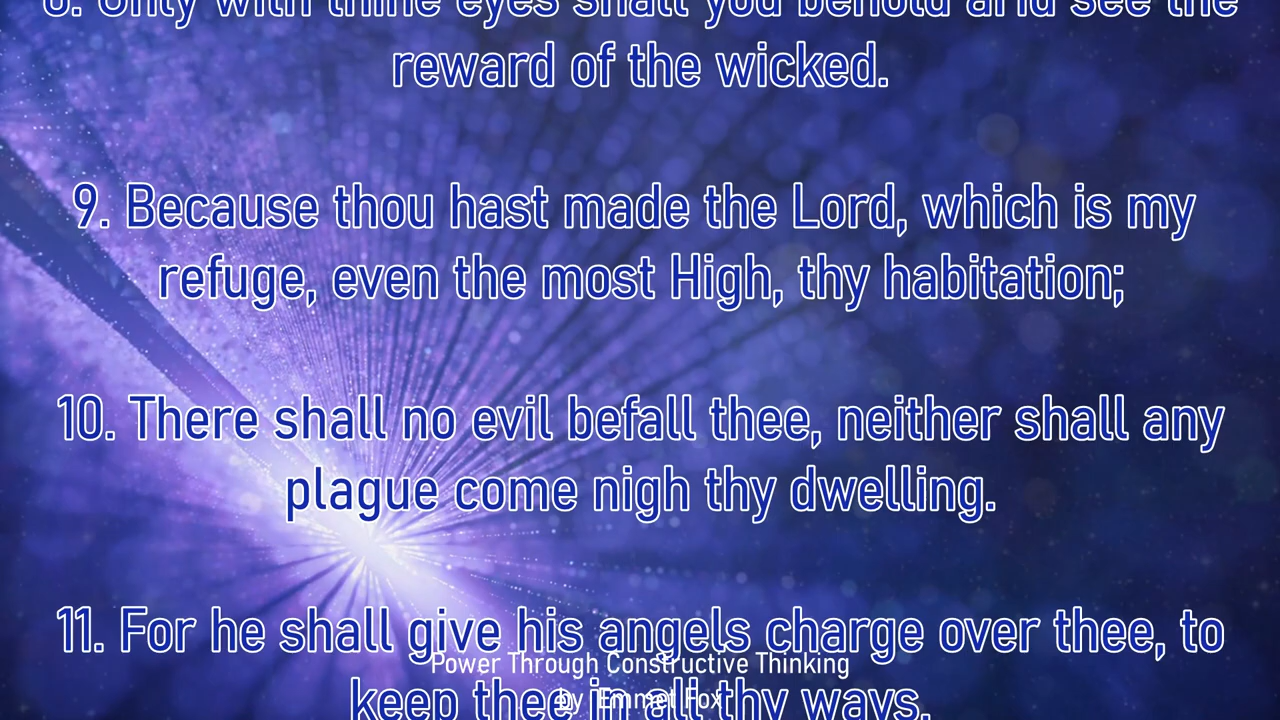 8. Only with thine eyes shall you behold and see the
reward of the wicked.
9. Because thou hast made the Lord, which is my
refuge, even the most High, thy habitation;
10. There shall no evil befall thee, neither shall any
plague come nigh thy dwelling.
11. For he shall give his angels charge over thee, to
Power Through Constructive Thinking
keep thee in all thy ways.
by Emmet Fox